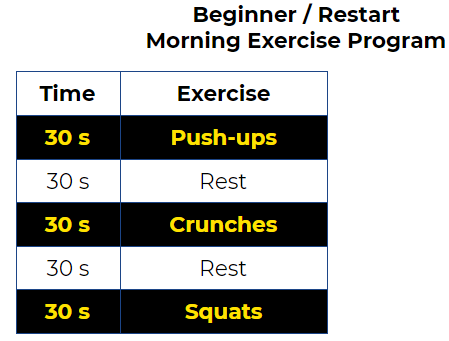 Beginner / Restart
Morning Exercise Program
Time Exercise
30 s Push-ups
30 s Rest
30 s Crunches
30 s Rest
30 s Squats